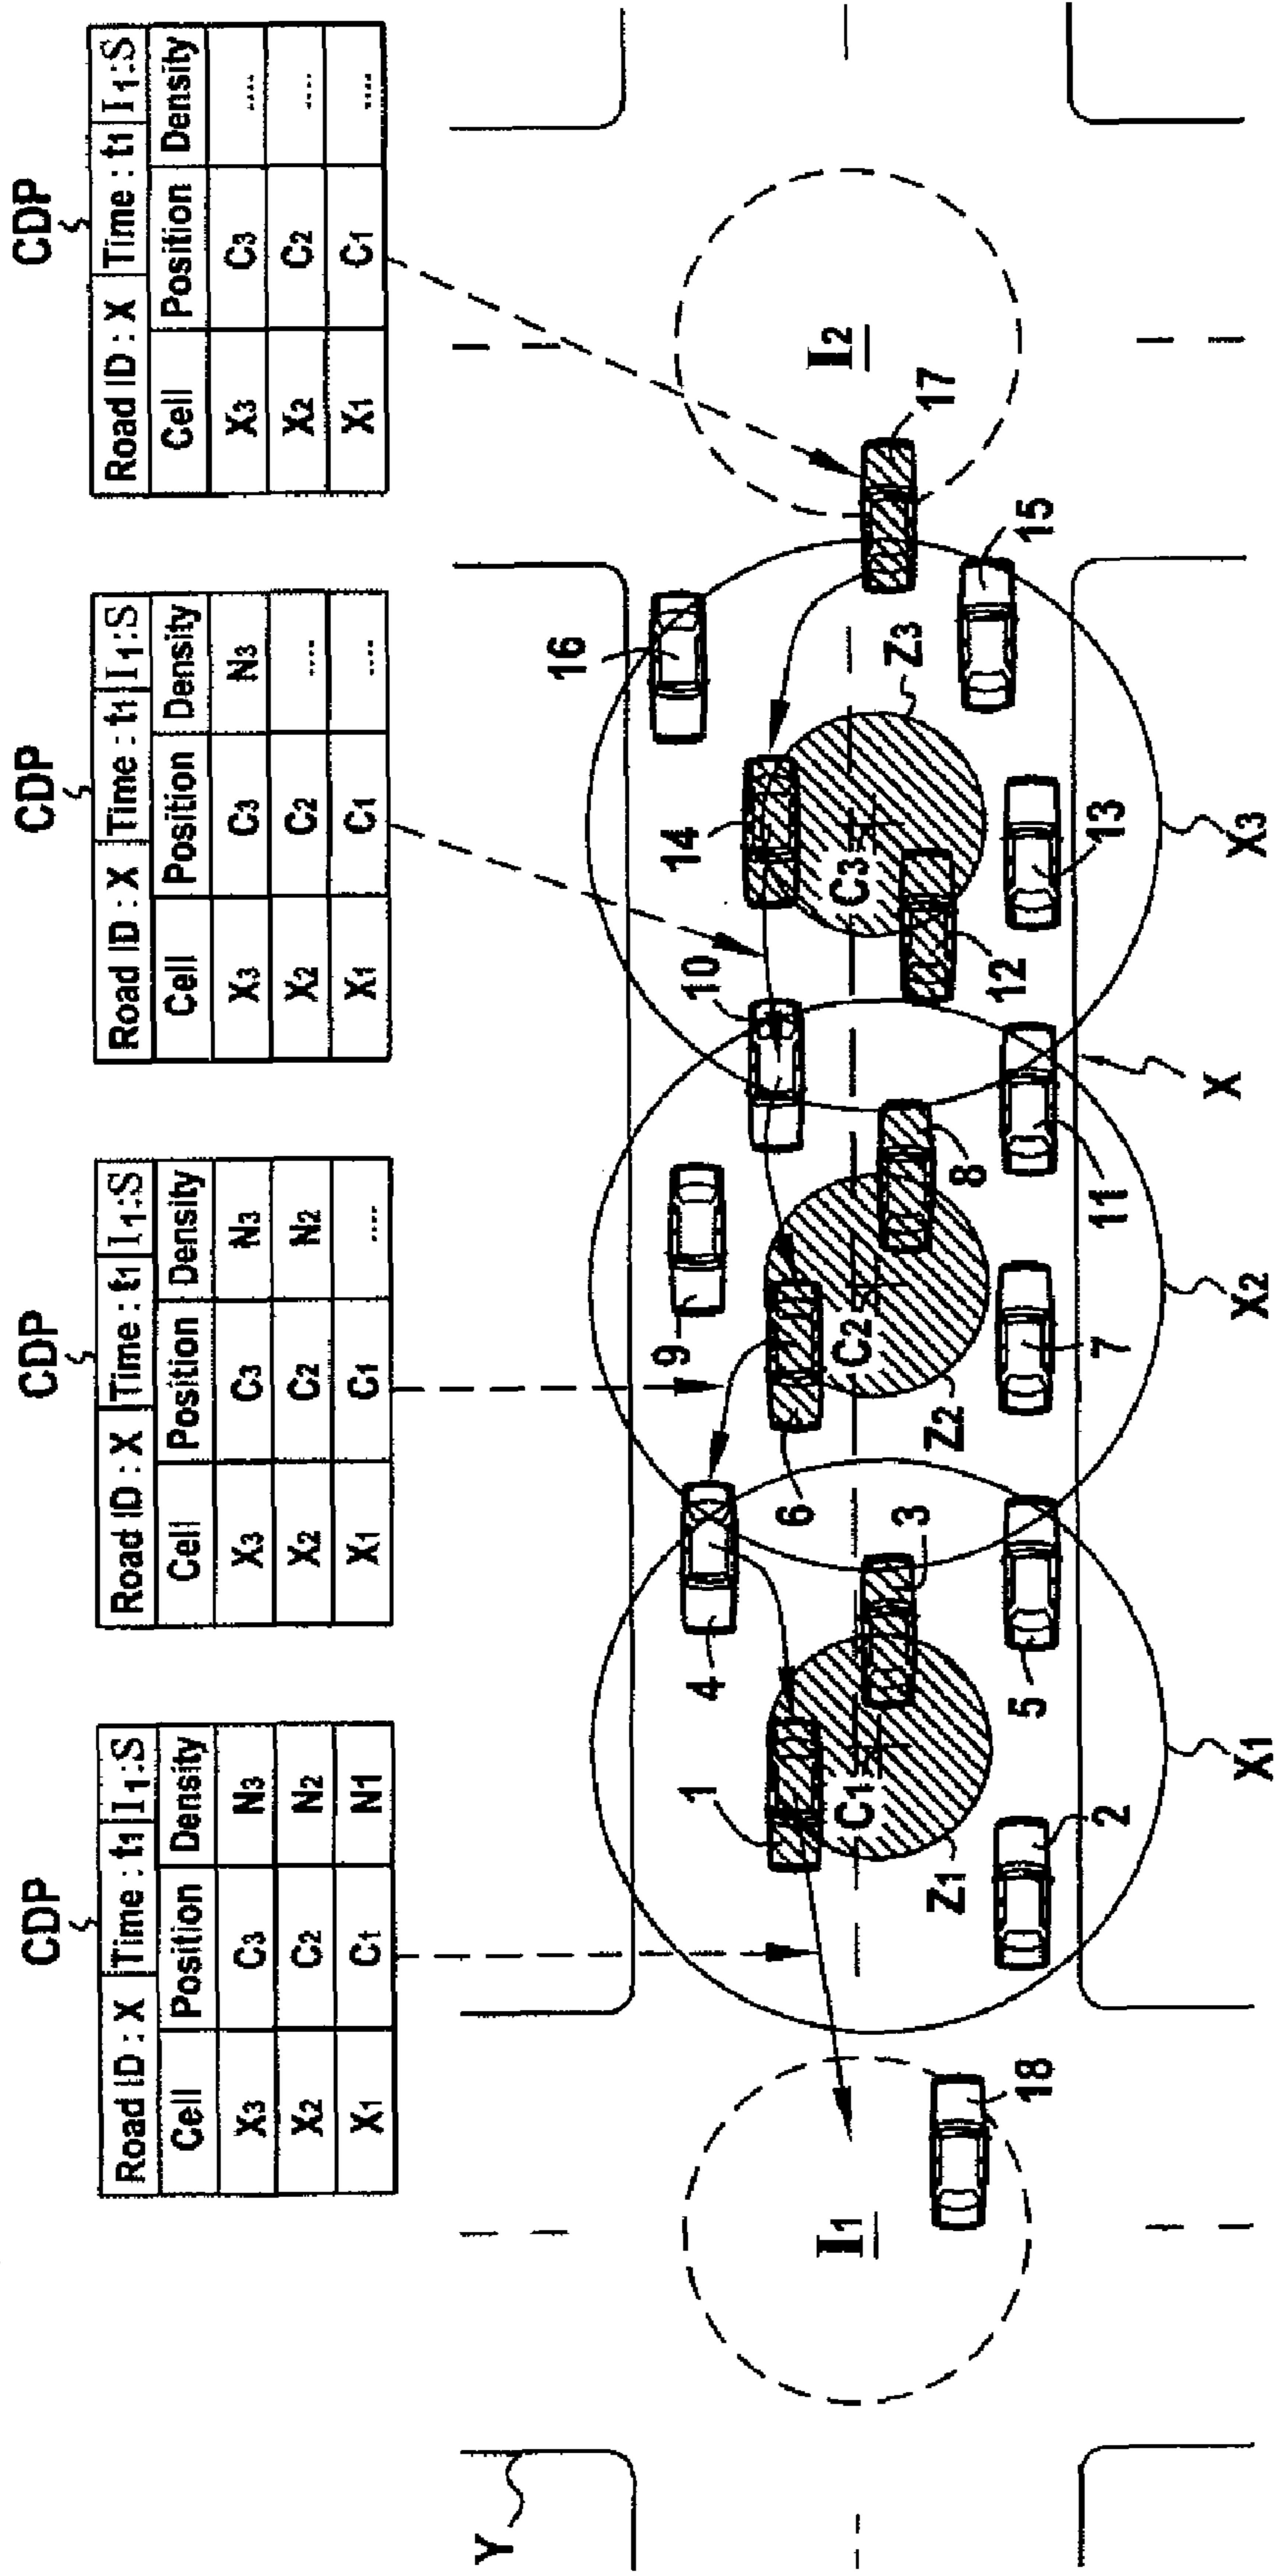 CDP
Road ID : X Time : t1 I1:S
Cell Position Density
X3 C3 N3
X2 C2 N2
X1 C1 N1
CDP
Road ID : X Time : t1 I1:S
Cell Position Density
X3 C3 N3
X2 C2 N2
X1 C1 ....
CDP
Road ID : X Time : t1 I1:S
Cell Position Density
X3 C3 N3
X2 C2 ....
X1 C1 ....
CDP
Road ID : X Time : t1 I1:S
Cell Position Density
X3 C3 ....
X2 C2 ....
X1 C1 ....
Y
16
9
10
14
4
1
6
I1
C1
C2
C3
I2
17
Z1
3
Z2
8
12
Z3
18
2
5
7
11
13
15
X1
X2
X
X3